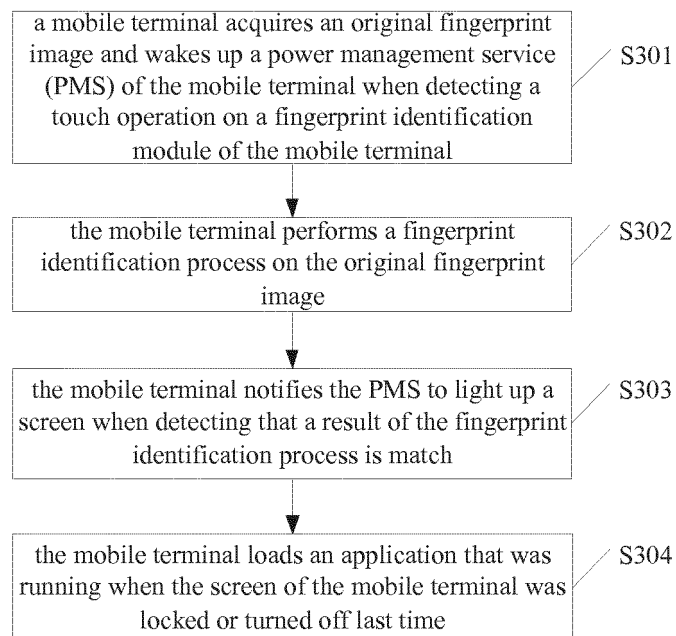 a mobile terminal acquires an original fingerprint
image and wakes up a power management service
(PMS) of the mobile terminal when detecting a
touch operation on a fingerprint identification
module of the mobile terminal
S301
the mobile terminal performs a fingerprint
identification process on the original fingerprint
image
S302
the mobile terminal notifies the PMS to light up a
screen when detecting that a result of the fingerprint
identification process is match
S303
the mobile terminal loads an application that was
running when the screen of the mobile terminal was
locked or turned off last time
S304